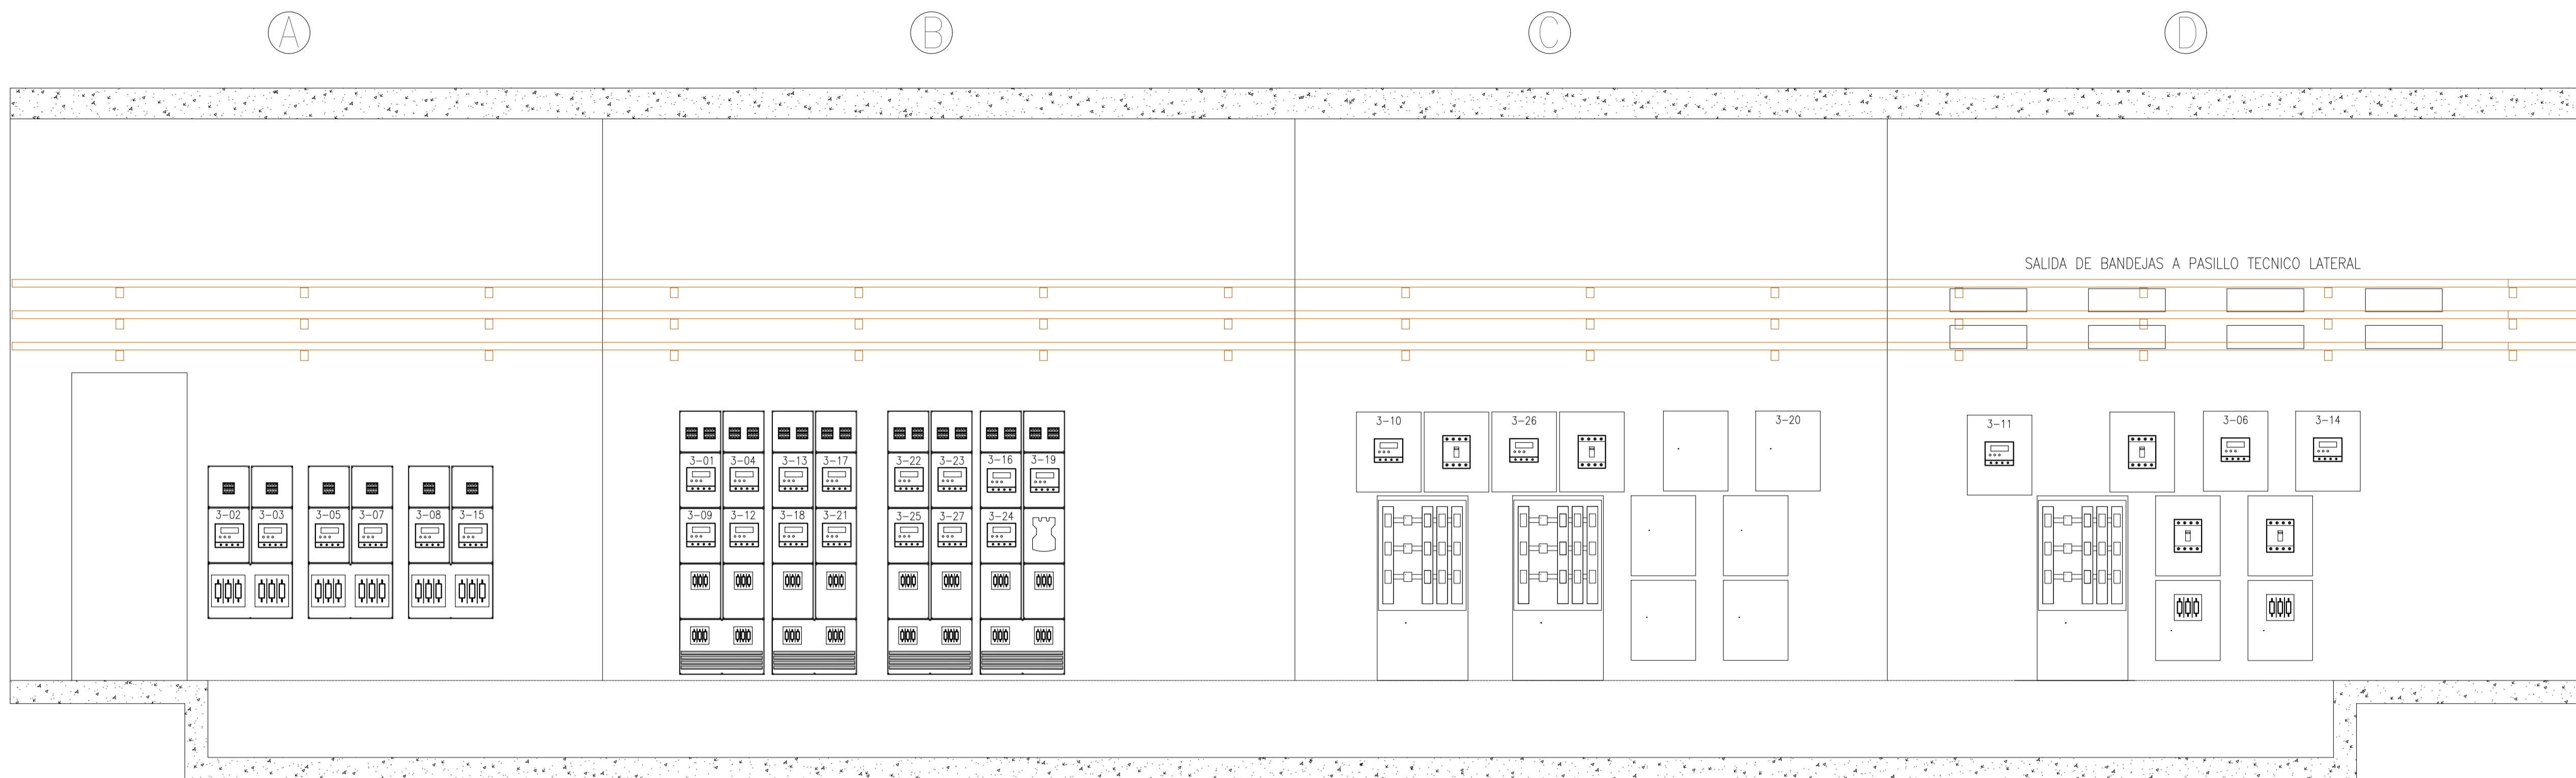 A
B
C
D
SALIDA DE BANDEJAS A PASILLO TECNICO LATERAL
3-02 3-03 3-05 3-07 3-08 3-15
3-01 3-04 3-13 3-17 3-22 3-23 3-16 3-19
3-09 3-12 3-18 3-21 3-25 3-27 3-24
3-10 3-26 3-20
3-11 3-06 3-14